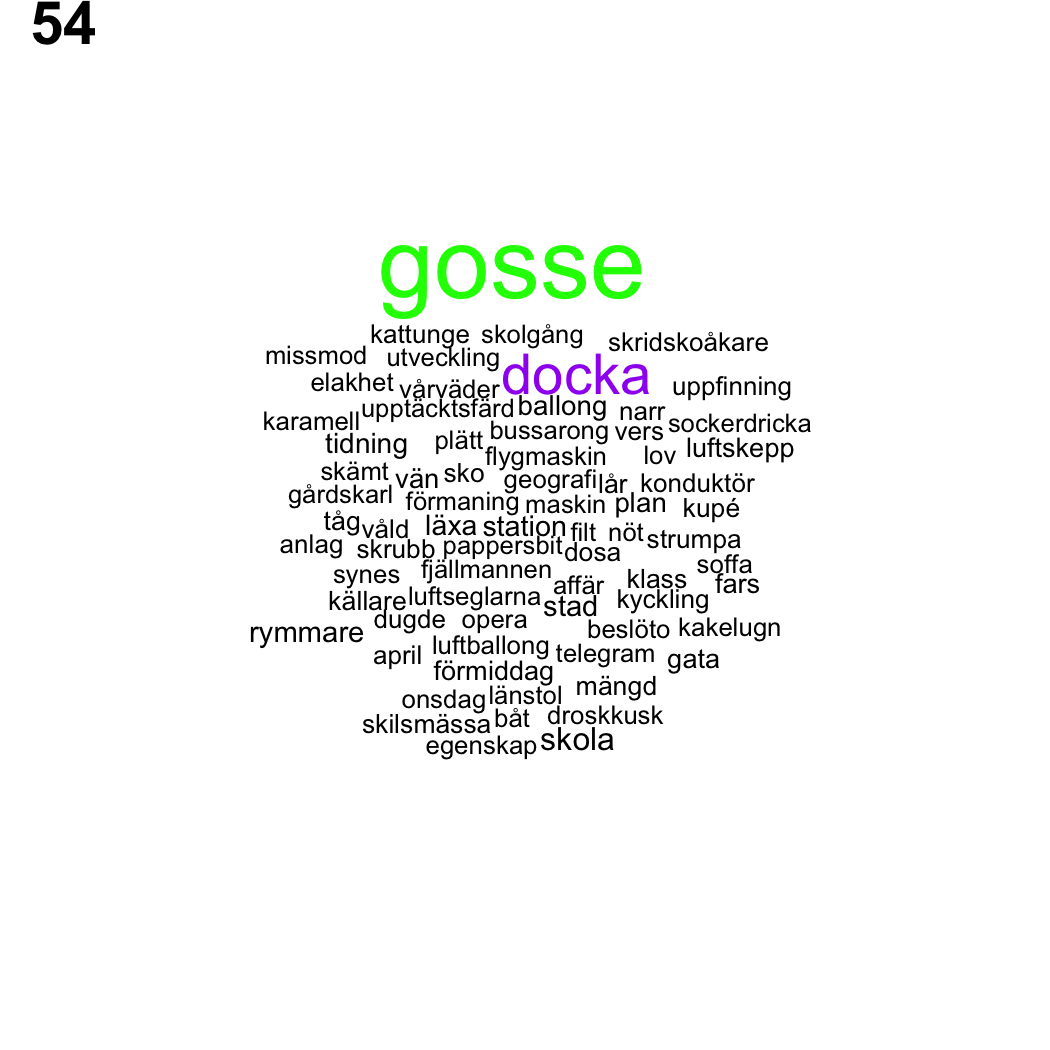 54
gosse
kattunge skolgång skridskoåkare
missmod utveckling docka
elakhet vårväder uppfinning
karamell upptäcktsfärd ballong narr sockerdricka
tidning plätt bussarong vers luftskepp
flygmaskin lov
skämt vän sko geografi lår konduktör
gårdskarl förmaning maskin plan kupé
tåg våld läxa station filt nöt strumpa
anlag skrubb pappersbit dosa soffa
synes fjällmannen affär klass fars
källare luftseglarna stad kyckling
rymmare dugde opera beslöto kakelugn
april luftballong telegram gata
förmiddag mängd
onsdag länstol
skilsmässa båt droskkusk
egenskap skola